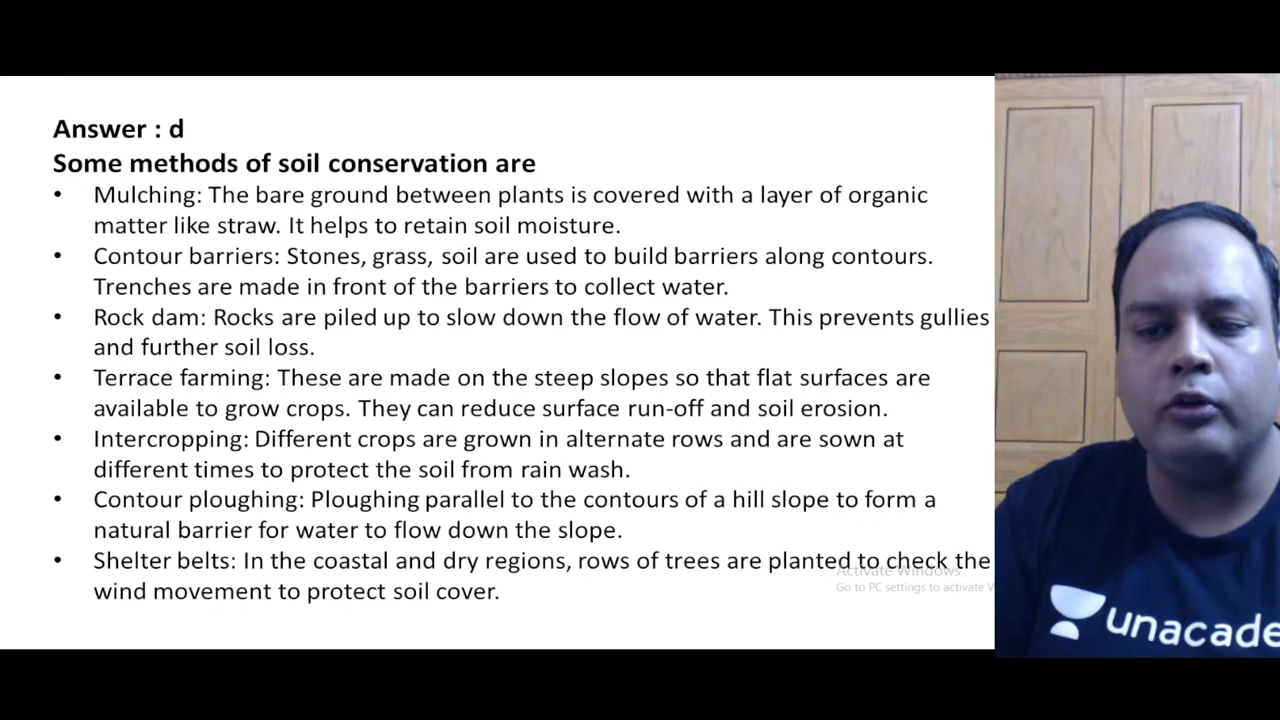 Answer : d
Some methods of soil conservation are
• Mulching: The bare ground between plants is covered with a layer of organic
matter like straw. It helps to retain soil moisture.
• Contour barriers: Stones, grass, soil are used to build barriers along contours.
Trenches are made in front of the barriers to collect water.
• Rock dam: Rocks are piled up to slow down the flow of water. This prevents gullies
and further soil loss.
• Terrace farming: These are made on the steep slopes so that flat surfaces are
available to grow crops. They can reduce surface run-off and soil erosion.
• Intercropping: Different crops are grown in alternate rows and are sown at
different times to protect the soil from rain wash.
• Contour ploughing: Ploughing parallel to the contours of a hill slope to form a
natural barrier for water to flow down the slope.
• Shelter belts: In the coastal and dry regions, rows of trees are planted to check the
wind movement to protect soil cover.
Activate Windows
Go to PC settings to activate W
unacade